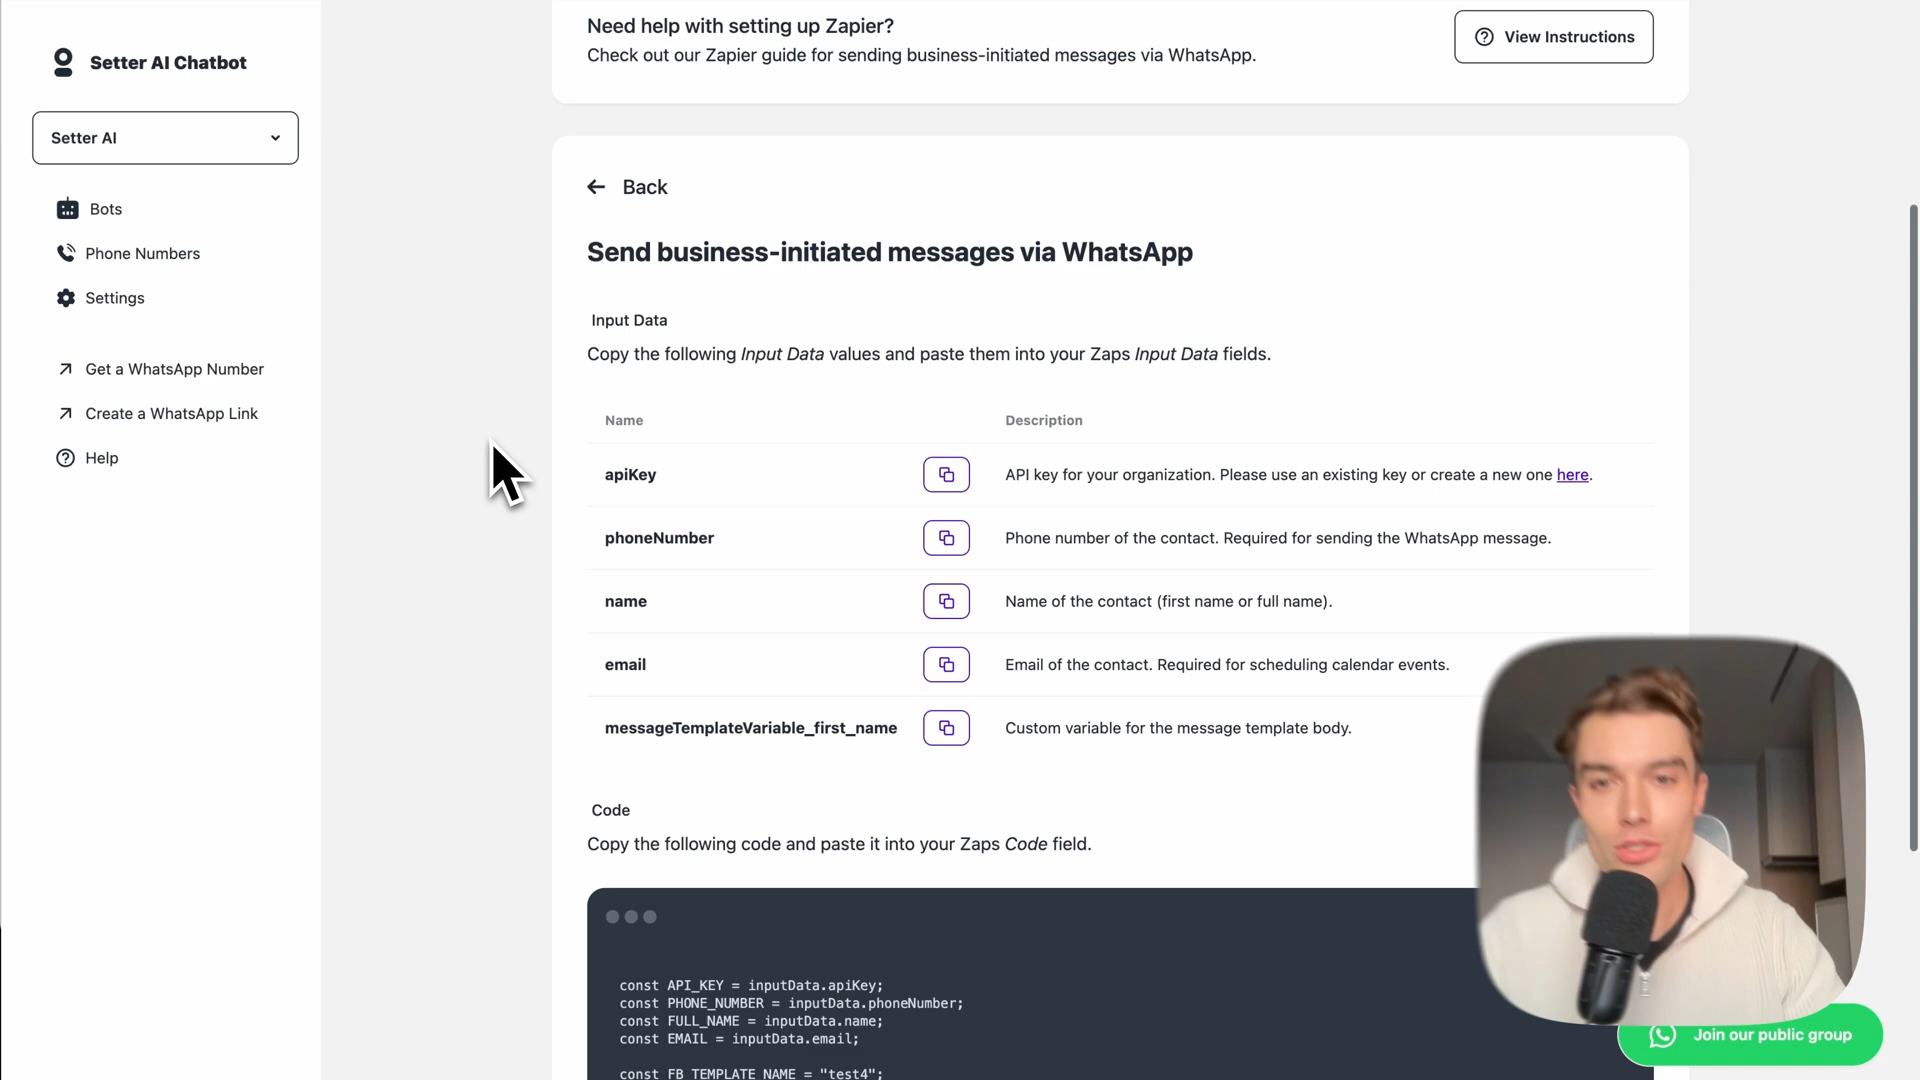 Setter AI Chatbot
Setter AI
Bots
Phone Numbers
Settings
Get a WhatsApp Number
Create a WhatsApp Link
Help
Need help with setting up Zapier?
Check out our Zapier guide for sending business-initiated messages via WhatsApp.
View Instructions
Back
Send business-initiated messages via WhatsApp
Input Data
Copy the following Input Data values and paste them into your Zaps Input Data fields.
Name Description
apiKey API key for your organization. Please use an existing key or create a new one here.
phoneNumber Phone number of the contact. Required for sending the WhatsApp message.
name Name of the contact (first name or full name).
email Email of the contact. Required for scheduling calendar events.
messageTemplateVariable_first_name Custom variable for the message template body.
Code
Copy the following code and paste it into your Zaps Code field.
const API_KEY = inputData.apiKey;
const PHONE_NUMBER = inputData.phoneNumber;
const FULL_NAME = inputData.name;
const EMAIL = inputData.email;
const FB_TEMPLATE_NAME = "test4";
Join our public group